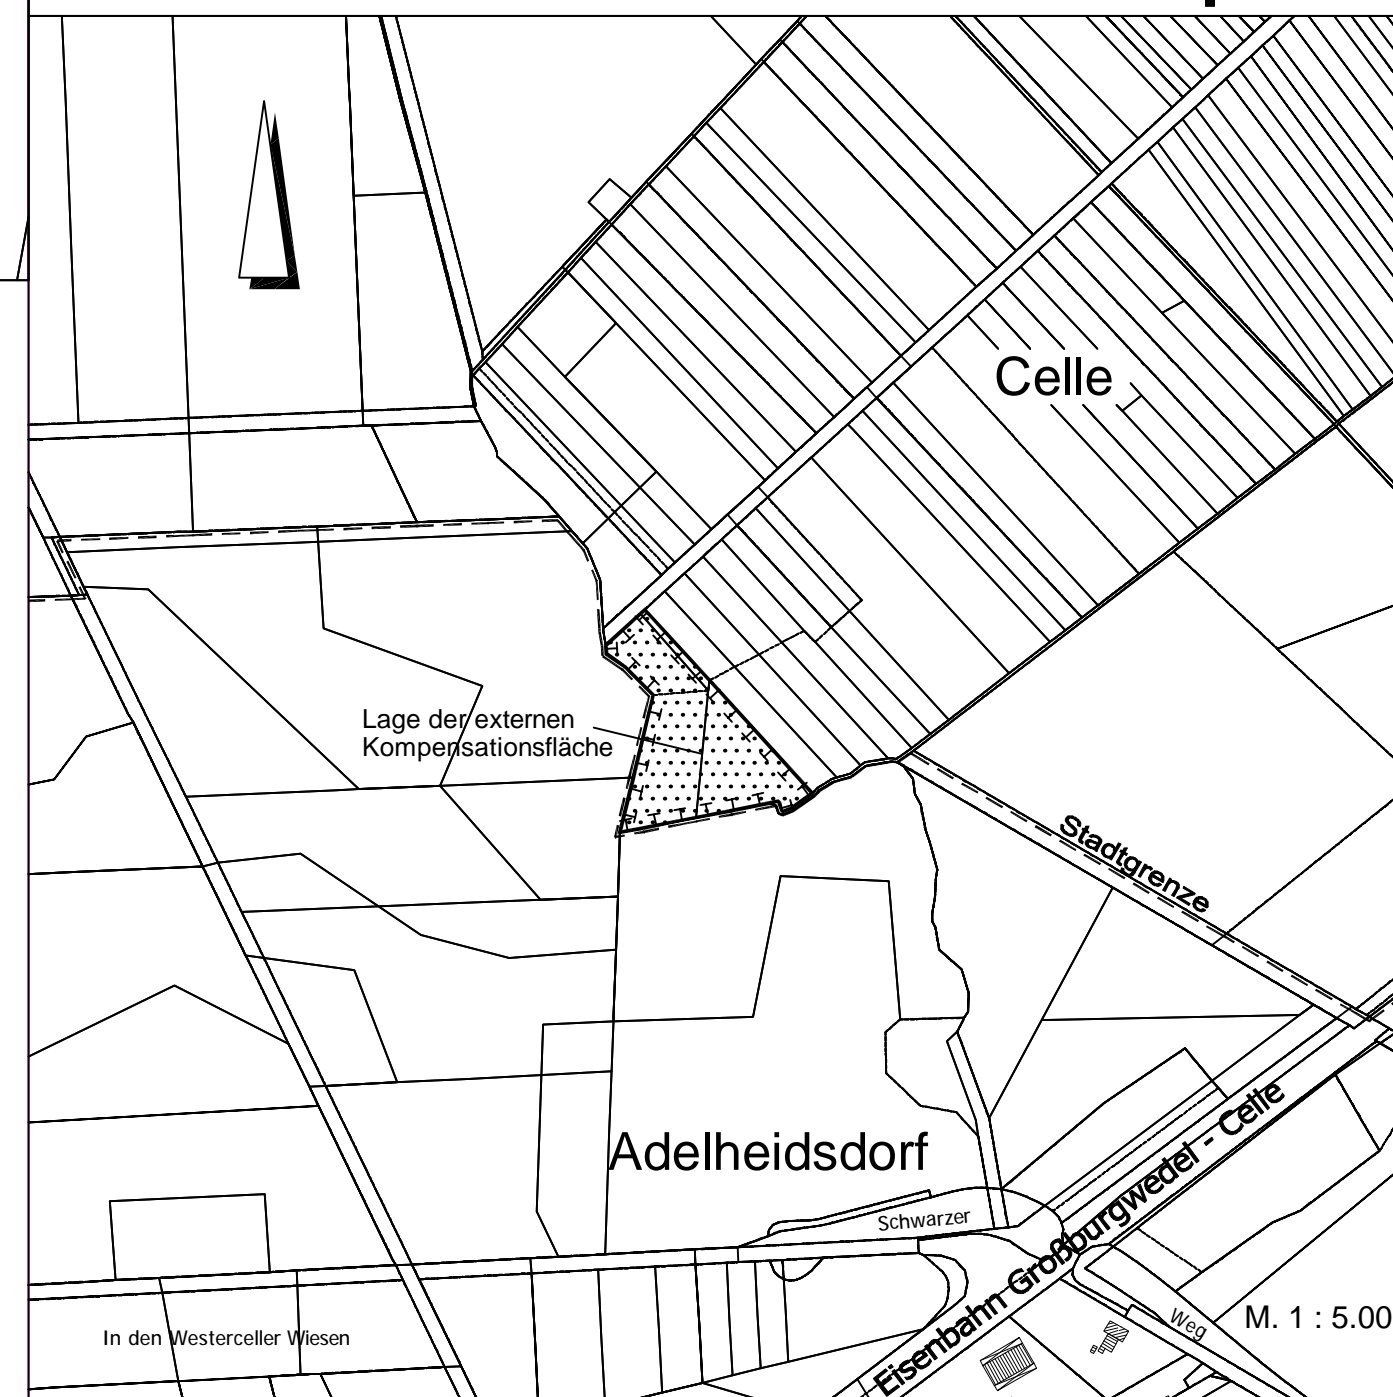 Celle
Lage der externen
Kompensationsfläche
Stadtgrenze
Adelheidsdorf
Eisenbahn Großburgwedel - Celle
Schwarzer
Weg
M. 1 : 5.00
In den Westerceller Wiesen